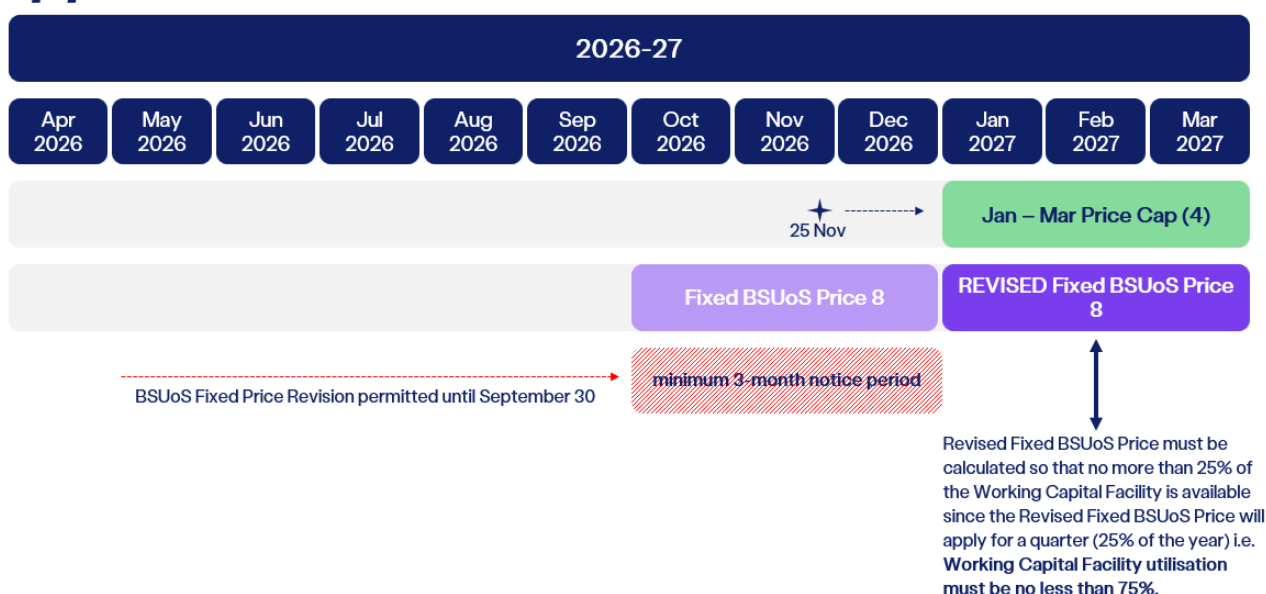 2026-27
Apr
2026
May
2026
Jun
2026
Jul
2026
Aug
2026
Sep
2026
Oct
2026
Nov
2026
Dec
2026
Jan
2027
Feb
2027
Mar
2027
25 Nov
Jan – Mar Price Cap (4)
Fixed BSUoS Price 8
REVISED Fixed BSUoS Price
8
BSUoS Fixed Price Revision permitted until September 30
minimum 3-month notice period
Revised Fixed BSUoS Price must be
calculated so that no more than 25% of
the Working Capital Facility is available
since the Revised Fixed BSUoS Price will
apply for a quarter (25% of the year) i.e.
Working Capital Facility utilisation
must be no less than 75%.